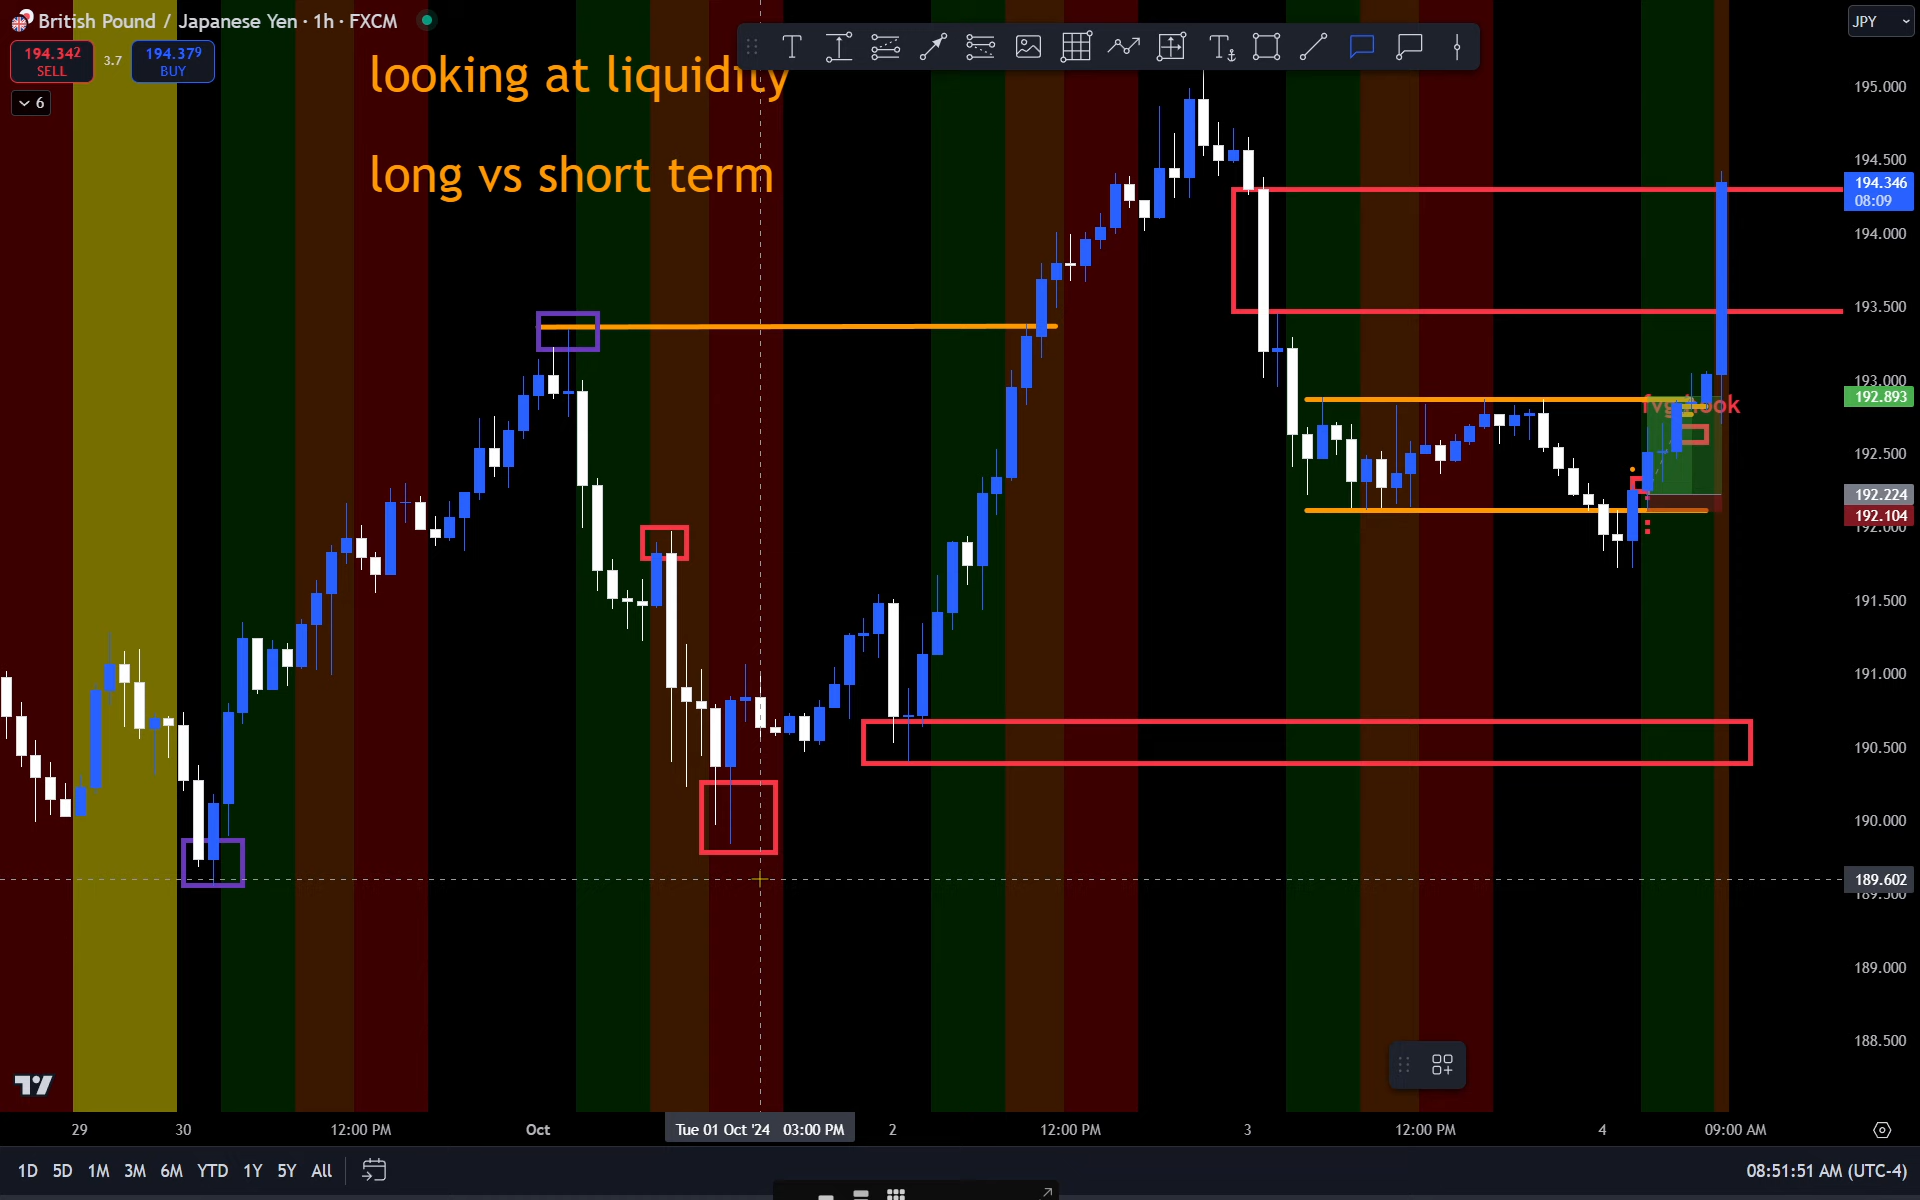 British Pound / Japanese Yen · 1h · FXCM
JPY
194.342
SELL
3.7
194.379
BUY
6
looking at liquidity
long vs short term
195.000
194.500
194.346
08:09
194.000
193.500
193.000
192.893
192.500
192.224
192.104
192.000
191.500
191.000
190.500
190.000
189.602
189.500
189.000
188.500
29
30
12:00 PM
Oct
Tue 01 Oct '24 03:00 PM
2
12:00 PM
3
12:00 PM
4
09:00 AM
1D 5D 1M 3M 6M YTD 1Y 5Y All
08:51:51 AM (UTC-4)